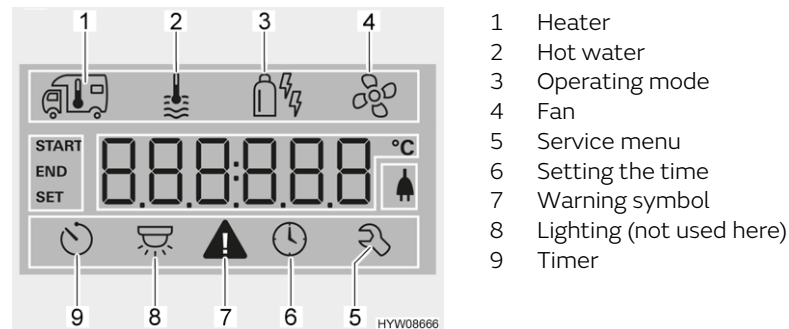 1 2 3 4
START
END
SET
88:8888
°C
9 8 7 6 5
HYW08666
1 Heater
2 Hot water
3 Operating mode
4 Fan
5 Service menu
6 Setting the time
7 Warning symbol
8 Lighting (not used here)
9 Timer